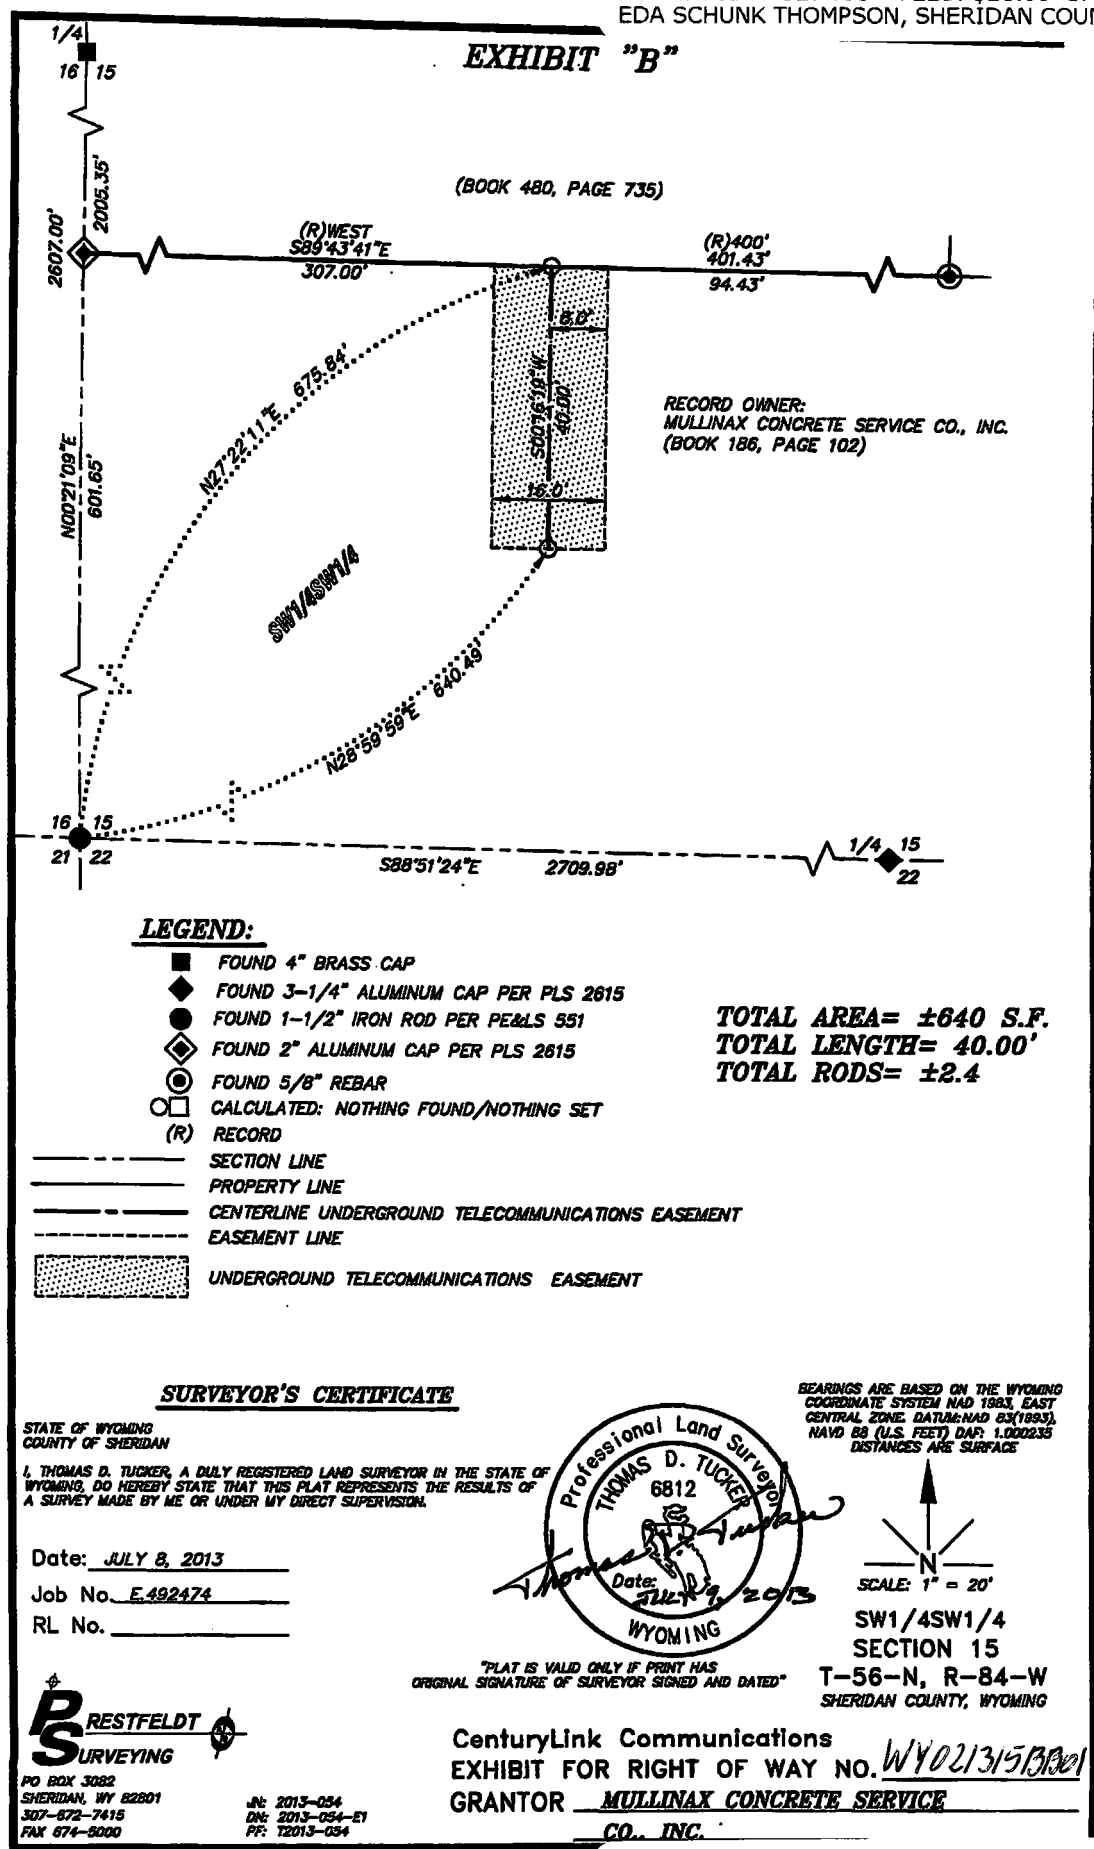 EDA SCHUNK THOMPSON, SHERIDAN COUN
EXHIBIT "B"
1/4
16 15
2005.35'
2607.00'
(BOOK 480, PAGE 735)
(R)WEST
S89°43'41"E
307.00'
(R)400'
401.43'
94.43'
8.0'
S00°16'19"W
40.00'
16.0'
RECORD OWNER:
MULLINAX CONCRETE SERVICE CO., INC.
(BOOK 186, PAGE 102)
N27°22'11"E 675.84'
N00°21'09"E
601.65'
SW1/4SW1/4
N28°59'59"E 640.49'
16 15
21 22
S88°51'24"E 2709.98'
1/4 15
22
LEGEND:
FOUND 4" BRASS CAP
FOUND 3-1/4" ALUMINUM CAP PER PLS 2615
FOUND 1-1/2" IRON ROD PER PE&LS 551
FOUND 2" ALUMINUM CAP PER PLS 2615
FOUND 5/8" REBAR
CALCULATED: NOTHING FOUND/NOTHING SET
(R) RECORD
SECTION LINE
PROPERTY LINE
CENTERLINE UNDERGROUND TELECOMMUNICATIONS EASEMENT
EASEMENT LINE
UNDERGROUND TELECOMMUNICATIONS EASEMENT
TOTAL AREA= ±640 S.F.
TOTAL LENGTH= 40.00'
TOTAL RODS= ±2.4
SURVEYOR'S CERTIFICATE
STATE OF WYOMING
COUNTY OF SHERIDAN
I, THOMAS D. TUCKER, A DULY REGISTERED LAND SURVEYOR IN THE STATE OF
WYOMING, DO HEREBY STATE THAT THIS PLAT REPRESENTS THE RESULTS OF
A SURVEY MADE BY ME OR UNDER MY DIRECT SUPERVISION.
Date: JULY 8, 2013
Job No. E.492474
RL No.
Professional Land Surveyor
THOMAS D. TUCKER
6812
Thomas Tucker
Date: JULY 9, 2013
WYOMING
"PLAT IS VALID ONLY IF PRINT HAS
ORIGINAL SIGNATURE OF SURVEYOR SIGNED AND DATED"
BEARINGS ARE BASED ON THE WYOMING
COORDINATE SYSTEM NAD 1983, EAST
CENTRAL ZONE. DATUM:NAD 83(1993),
NAVD 88 (U.S. FEET) DAF: 1.000235
DISTANCES ARE SURFACE
N
SCALE: 1" = 20'
SW1/4SW1/4
SECTION 15
T-56-N, R-84-W
SHERIDAN COUNTY, WYOMING
PRESTFELDT
SURVEYING
PO BOX 3082
SHERIDAN, WY 82801
307-672-7415
FAX 674-5000
JN: 2013-054
DN: 2013-054-E1
PF: T2013-054
CenturyLink Communications
EXHIBIT FOR RIGHT OF WAY NO. WY021315BB01
GRANTOR MULLINAX CONCRETE SERVICE
CO., INC.